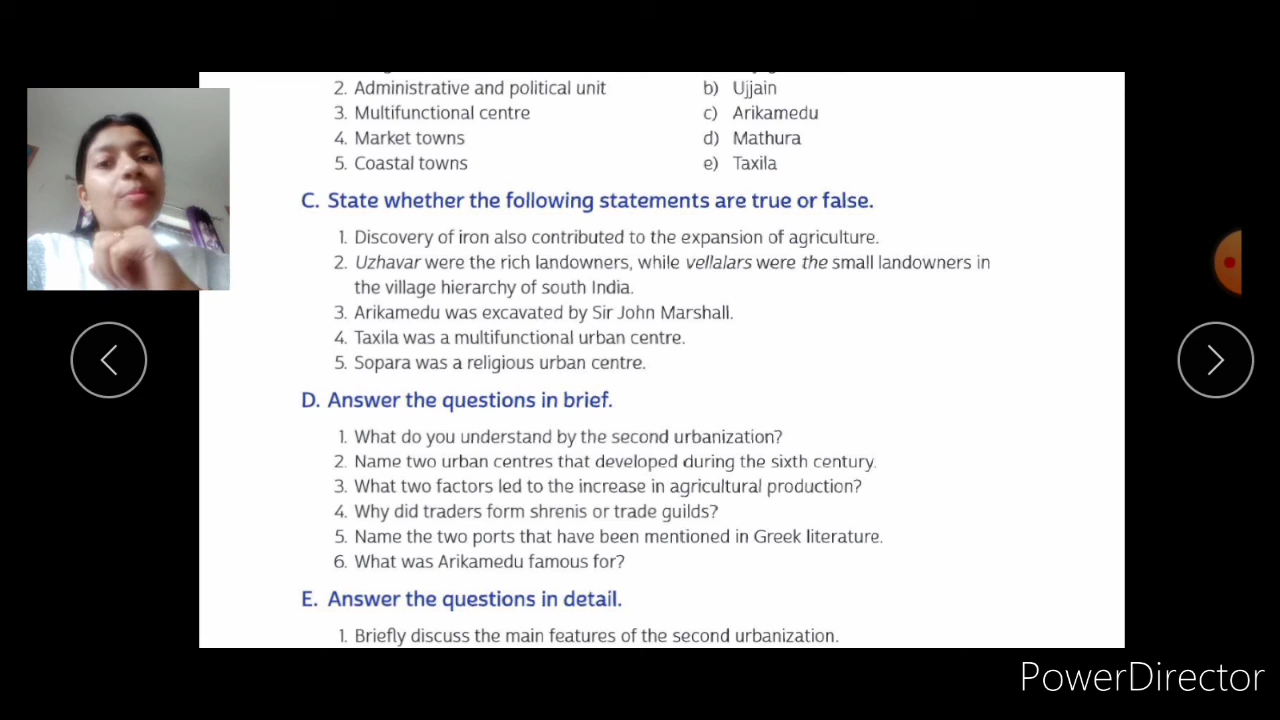 2. Administrative and political unit b) Ujjain
3. Multifunctional centre c) Arikamedu
4. Market towns d) Mathura
5. Coastal towns e) Taxila
C. State whether the following statements are true or false.
1. Discovery of iron also contributed to the expansion of agriculture.
2. Uzhavar were the rich landowners, while vellalars were the small landowners in
the village hierarchy of south India.
3. Arikamedu was excavated by Sir John Marshall.
4. Taxila was a multifunctional urban centre.
5. Sopara was a religious urban centre.
D. Answer the questions in brief.
1. What do you understand by the second urbanization?
2. Name two urban centres that developed during the sixth century.
3. What two factors led to the increase in agricultural production?
4. Why did traders form shrenis or trade guilds?
5. Name the two ports that have been mentioned in Greek literature.
6. What was Arikamedu famous for?
E. Answer the questions in detail.
1. Briefly discuss the main features of the second urbanization.
PowerDirector